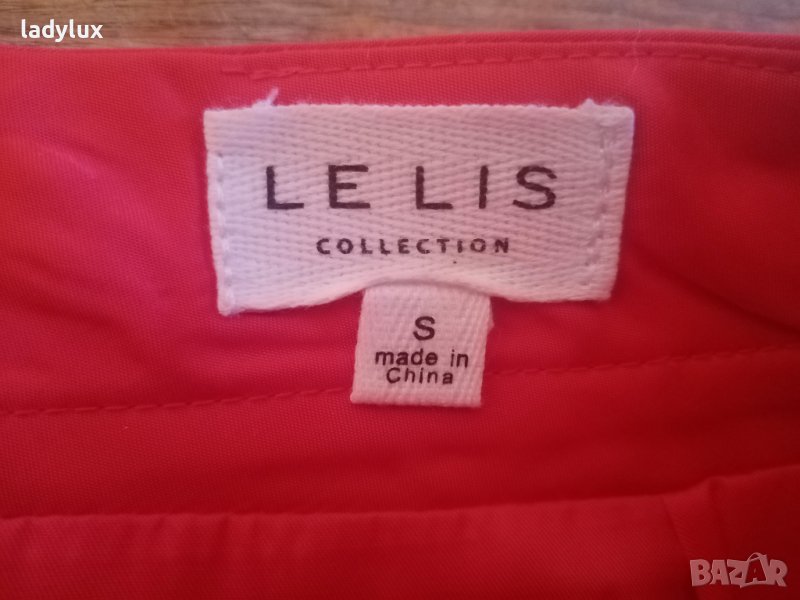 ladylux
LE LIS
COLLECTION
S
made in
China
BAZAR